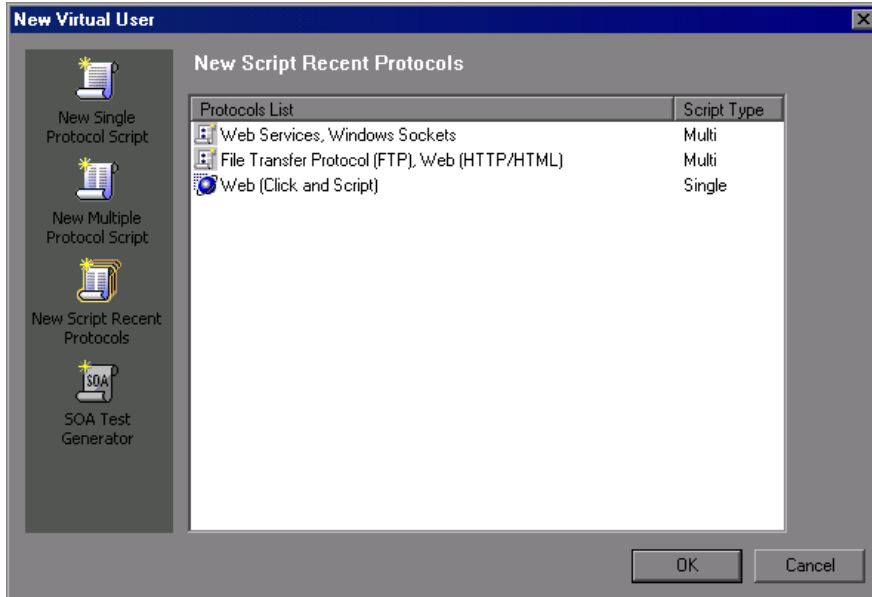 New Virtual User
New Single
Protocol Script
New Multiple
Protocol Script
New Script Recent
Protocols
SOA
SOA Test
Generator
New Script Recent Protocols
Protocols List Script Type
Web Services, Windows Sockets Multi
File Transfer Protocol (FTP), Web (HTTP/HTML) Multi
Web (Click and Script) Single
OK Cancel